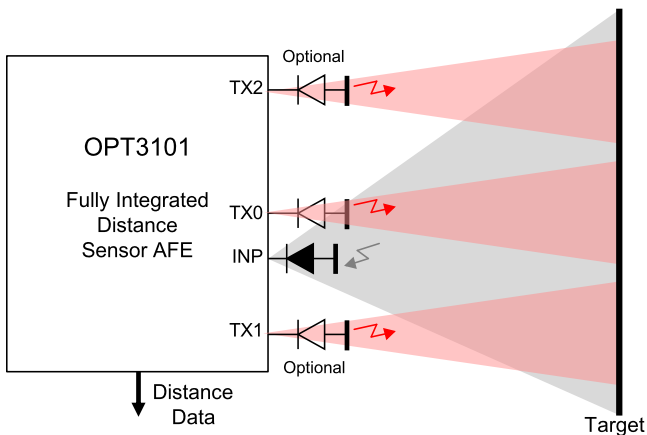 Optional
TX2
OPT3101
Fully Integrated
Distance
Sensor AFE
TX0
INP
TX1
Optional
Distance
Data
Target